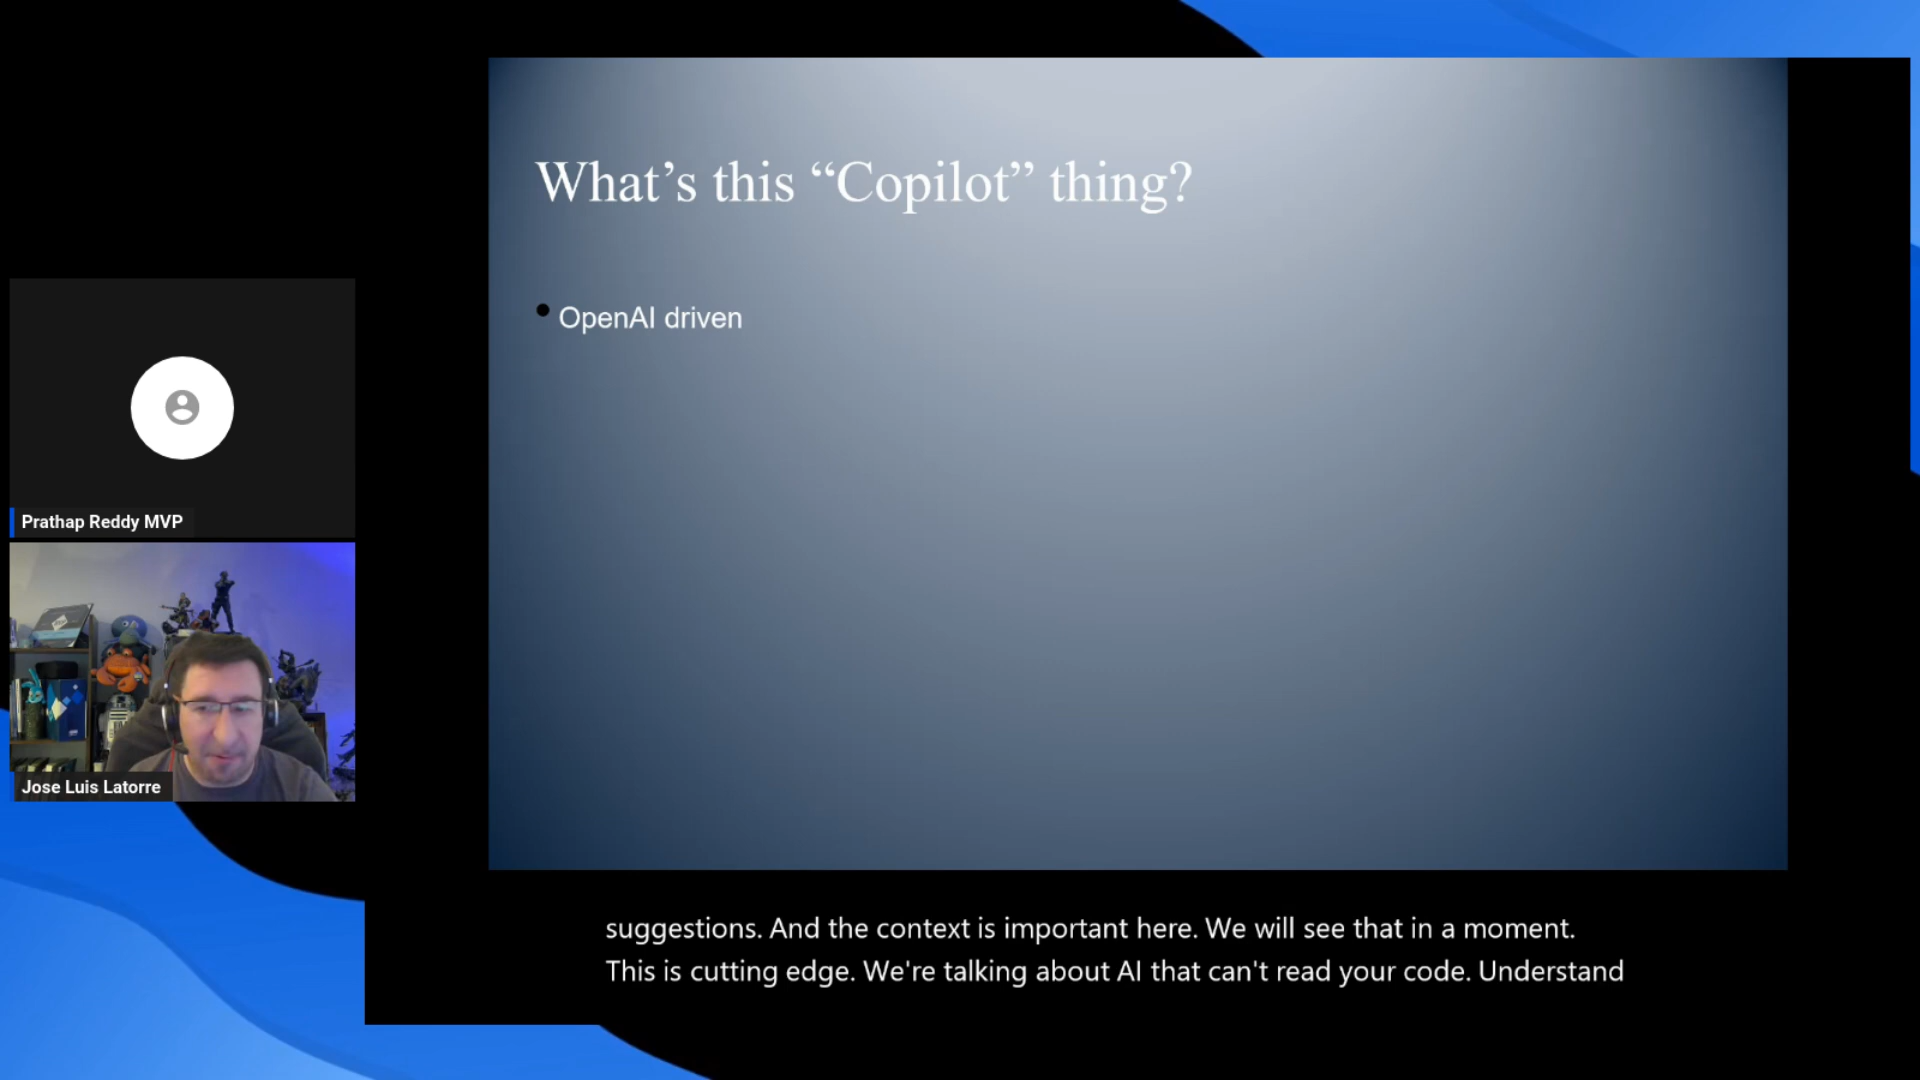 What’s this “Copilot” thing?
OpenAI driven
Prathap Reddy MVP
Jose Luis Latorre
suggestions. And the context is important here. We will see that in a moment.
This is cutting edge. We're talking about AI that can't read your code. Understand